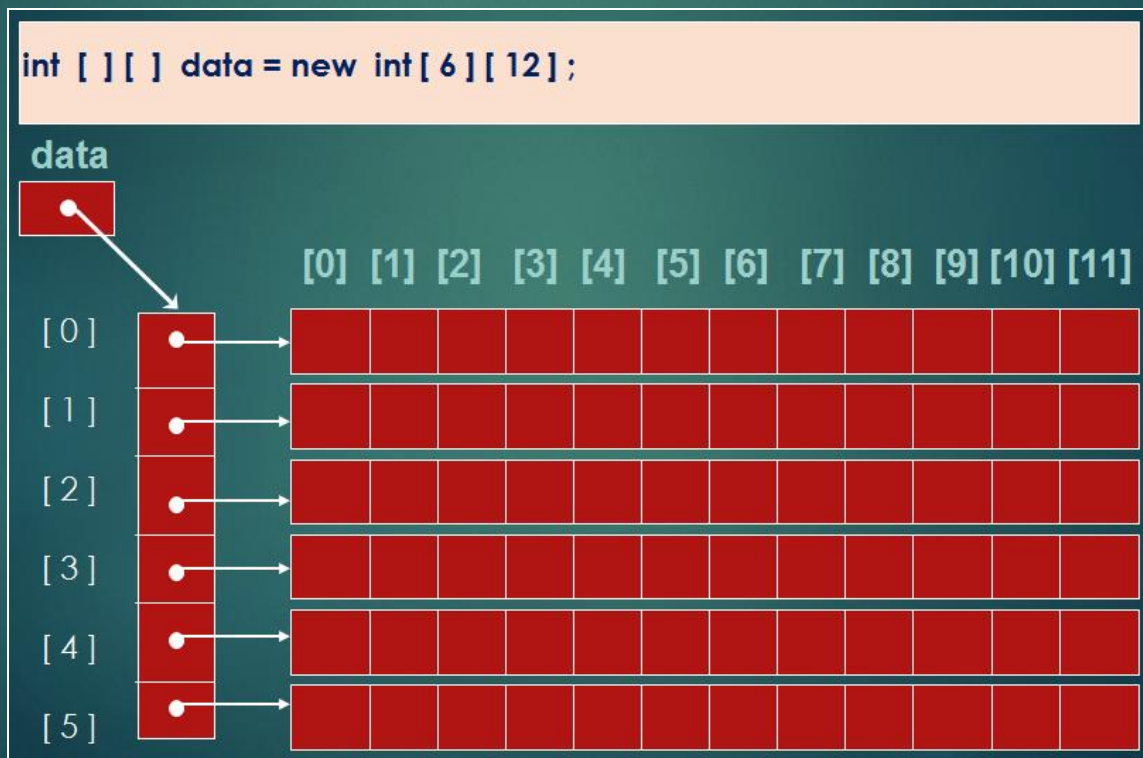 int [ ] [ ] data = new int [ 6 ] [ 12 ] ;
data
[0] [1] [2] [3] [4] [5] [6] [7] [8] [9] [10] [11]
[ 0 ]
[ 1 ]
[ 2 ]
[ 3 ]
[ 4 ]
[ 5 ]